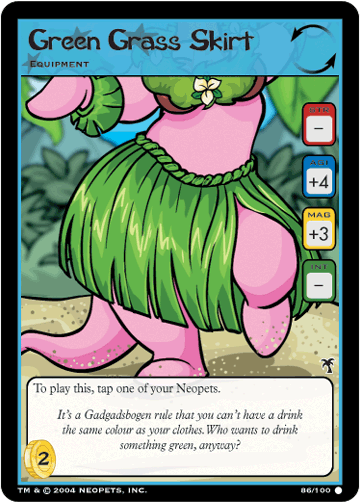 Green Grass Skirt
EQUIPMENT
STR
–
AGI
+4
MAG
+3
INT
–
To play this, tap one of your Neopets.
It's a Gadgadsbogen rule that you can't have a drink
the same colour as your clothes. Who wants to drink
something green, anyway?
2
TM & © 2004 NEOPETS, INC.
86/100